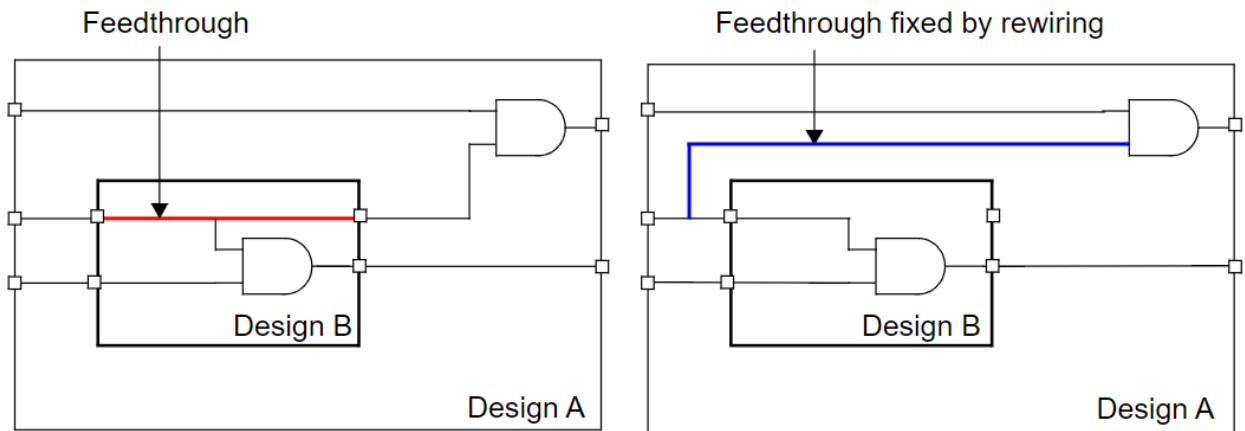 Feedthrough
Feedthrough fixed by rewiring
Design B
Design B
Design A
Design A